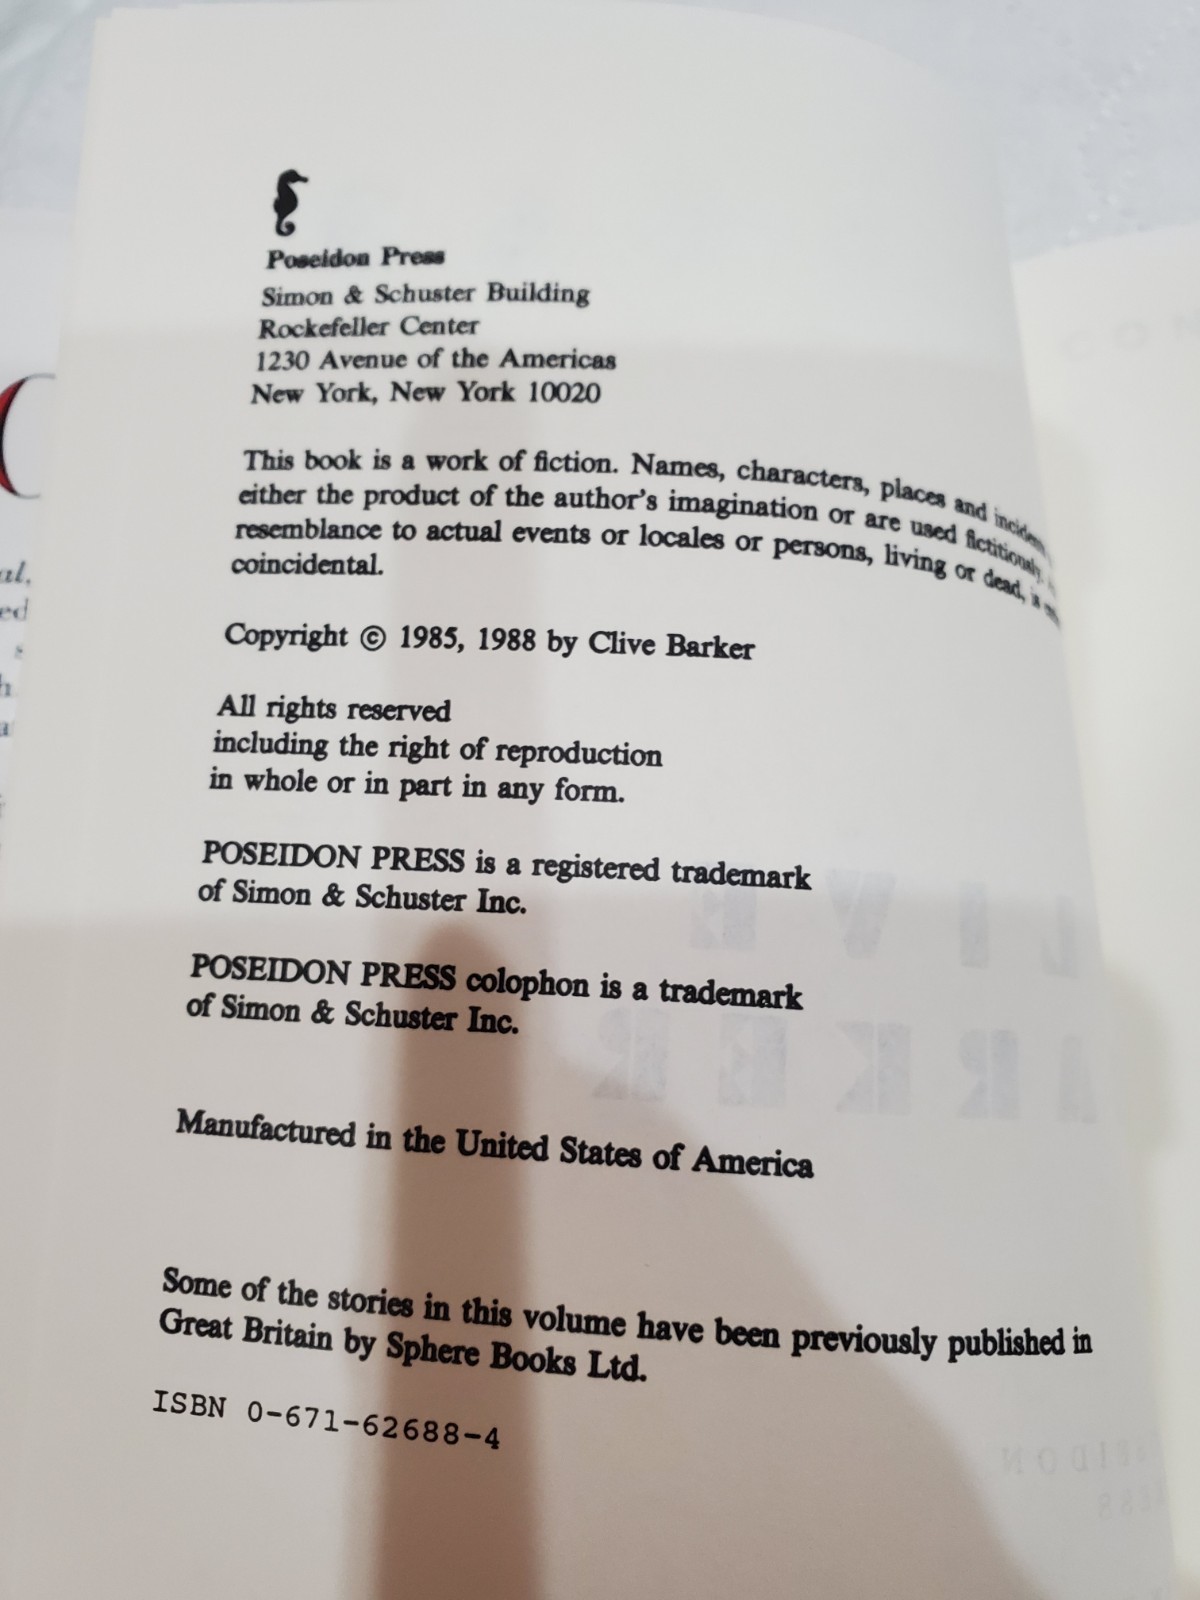 Poseidon Press
Simon & Schuster Building
Rockefeller Center
1230 Avenue of the Americas
New York, New York 10020
This book is a work of fiction. Names, characters, places and incidents
either the product of the author's imagination or are used fictitiously.
resemblance to actual events or locales or persons, living or dead, is
coincidental.
Copyright © 1985, 1988 by Clive Barker
All rights reserved
including the right of reproduction
in whole or in part in any form.
POSEIDON PRESS is a registered trademark
of Simon & Schuster Inc.
POSEIDON PRESS colophon is a trademark
of Simon & Schuster Inc.
Manufactured in the United States of America
Some of the stories in this volume have been previously published in
Great Britain by Sphere Books Ltd.
ISBN 0-671-62688-4